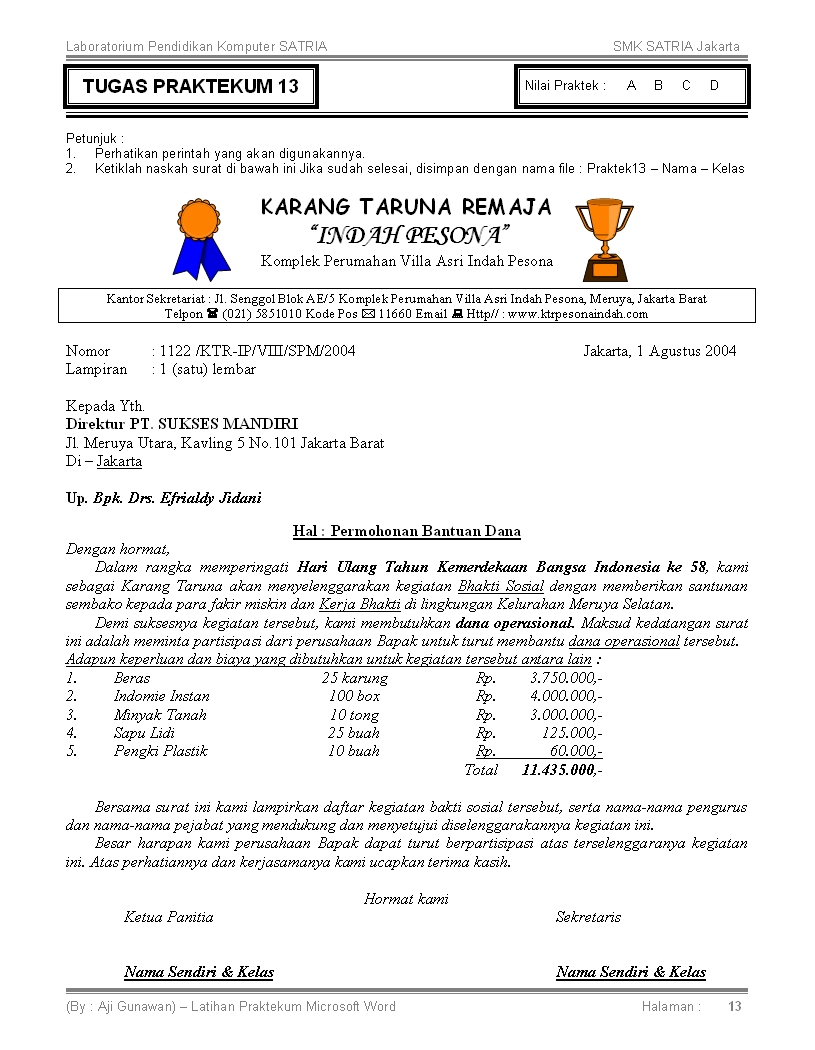 Laboratorium Pendidikan Komputer SATRIA SMK SATRIA Jakarta
TUGAS PRAKTEKUM 13
Nilai Praktek : A B C D
Petunjuk :
1. Perhatikan perintah yang akan digunakannya.
2. Ketiklah naskah surat di bawah ini Jika sudah selesai, disimpan dengan nama file : Praktek13 – Nama – Kelas
KARANG TARUNA REMAJA
“INDAH PESONA”
Komplek Perumahan Villa Asri Indah Pesona
Kantor Sekretariat : Jl. Senggol Blok AE/5 Komplek Perumahan Villa Asri Indah Pesona, Meruya, Jakarta Barat
Telpon ☎ (021) 5851010 Kode Pos ✉ 11660 Email 💻 Http// : www.ktrpesonaindah.com
Nomor : 1122 /KTR-IP/VIII/SPM/2004 Jakarta, 1 Agustus 2004
Lampiran : 1 (satu) lembar
Kepada Yth.
Direktur PT. SUKSES MANDIRI
Jl. Meruya Utara, Kavling 5 No.101 Jakarta Barat
Di – Jakarta
Up. Bpk. Drs. Efrialdy Jidani
Hal : Permohonan Bantuan Dana
Dengan hormat,
Dalam rangka memperingati Hari Ulang Tahun Kemerdekaan Bangsa Indonesia ke 58, kami
sebagai Karang Taruna akan menyelenggarakan kegiatan Bhakti Sosial dengan memberikan santunan
sembako kepada para fakir miskin dan Kerja Bhakti di lingkungan Kelurahan Meruya Selatan.
Demi suksesnya kegiatan tersebut, kami membutuhkan dana operasional. Maksud kedatangan surat
ini adalah meminta partisipasi dari perusahaan Bapak untuk turut membantu dana operasional tersebut.
Adapun keperluan dan biaya yang dibutuhkan untuk kegiatan tersebut antara lain :
1. Beras 25 karung Rp. 3.750.000,-
2. Indomie Instan 100 box Rp. 4.000.000,-
3. Minyak Tanah 10 tong Rp. 3.000.000,-
4. Sapu Lidi 25 buah Rp. 125.000,-
5. Pengki Plastik 10 buah Rp. 60.000,-
Total 11.435.000,-
Bersama surat ini kami lampirkan daftar kegiatan bakti sosial tersebut, serta nama-nama pengurus
dan nama-nama pejabat yang mendukung dan menyetujui diselenggarakannya kegiatan ini.
Besar harapan kami perusahaan Bapak dapat turut berpartisipasi atas terselenggaranya kegiatan
ini. Atas perhatiannya dan kerjasamanya kami ucapkan terima kasih.
Hormat kami
Ketua Panitia Sekretaris
Nama Sendiri & Kelas Nama Sendiri & Kelas
(By : Aji Gunawan) – Latihan Praktekum Microsoft Word Halaman : 13